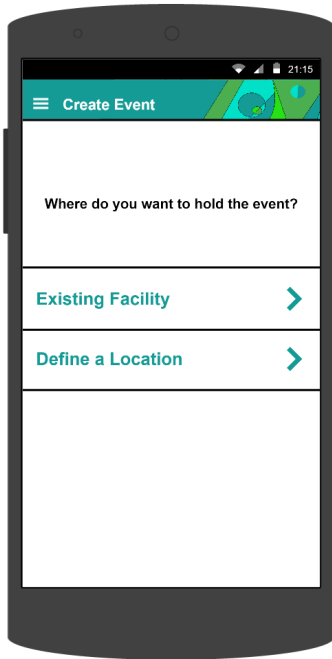 21:15
Create Event
Where do you want to hold the event?
Existing Facility
Define a Location